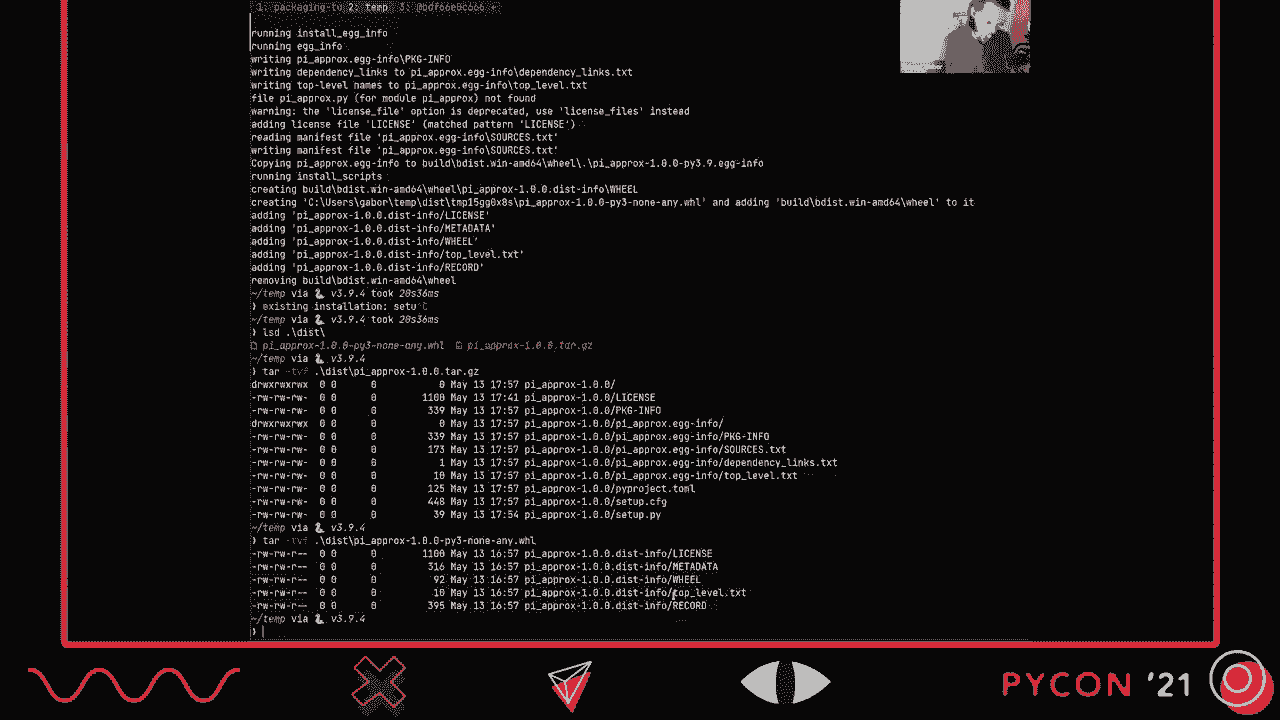 1: packaging-tu 2: temp 3: @bdf66e0c666
running install_egg_info
running egg_info
writing pi_approx.egg-info\PKG-INFO
writing dependency_links to pi_approx.egg-info\dependency_links.txt
writing top-level names to pi_approx.egg-info\top_level.txt
file pi_approx.py (for module pi_approx) not found
warning: the 'license_file' option is deprecated, use 'license_files' instead
adding license file 'LICENSE' (matched pattern 'LICENSE')
reading manifest file 'pi_approx.egg-info\SOURCES.txt'
writing manifest file 'pi_approx.egg-info\SOURCES.txt'
Copying pi_approx.egg-info to build\bdist.win-amd64\wheel\.\pi_approx-1.0.0-py3.9.egg-info
running install_scripts
creating build\bdist.win-amd64\wheel\pi_approx-1.0.0.dist-info\WHEEL
creating 'C:\Users\gabor\temp\dist\tmp15gg0x8s\pi_approx-1.0.0-py3-none-any.whl' and adding 'build\bdist.win-amd64\wheel' to it
adding 'pi_approx-1.0.0.dist-info/LICENSE'
adding 'pi_approx-1.0.0.dist-info/METADATA'
adding 'pi_approx-1.0.0.dist-info/WHEEL'
adding 'pi_approx-1.0.0.dist-info/top_level.txt'
adding 'pi_approx-1.0.0.dist-info/RECORD'
removing build\bdist.win-amd64\wheel
~/temp via 🐍 v3.9.4 took 20s36ms
❯ existing installation: setu
~/temp via 🐍 v3.9.4 took 20s36ms
❯ lsd .\dist\
pi_approx-1.0.0-py3-none-any.whl pi_approx-1.0.0.tar.gz
~/temp via 🐍 v3.9.4
❯ tar -tvf .\dist\pi_approx-1.0.0.tar.gz
drwxrwxrwx 0 0 0 0 May 13 17:57 pi_approx-1.0.0/
-rw-rw-rw- 0 0 0 1100 May 13 17:41 pi_approx-1.0.0/LICENSE
-rw-rw-rw- 0 0 0 339 May 13 17:57 pi_approx-1.0.0/PKG-INFO
drwxrwxrwx 0 0 0 0 May 13 17:57 pi_approx-1.0.0/pi_approx.egg-info/
-rw-rw-rw- 0 0 0 339 May 13 17:57 pi_approx-1.0.0/pi_approx.egg-info/PKG-INFO
-rw-rw-rw- 0 0 0 173 May 13 17:57 pi_approx-1.0.0/pi_approx.egg-info/SOURCES.txt
-rw-rw-rw- 0 0 0 1 May 13 17:57 pi_approx-1.0.0/pi_approx.egg-info/dependency_links.txt
-rw-rw-rw- 0 0 0 10 May 13 17:57 pi_approx-1.0.0/pi_approx.egg-info/top_level.txt
-rw-rw-rw- 0 0 0 125 May 13 17:57 pi_approx-1.0.0/pyproject.toml
-rw-rw-rw- 0 0 0 448 May 13 17:57 pi_approx-1.0.0/setup.cfg
-rw-rw-rw- 0 0 0 39 May 13 17:54 pi_approx-1.0.0/setup.py
~/temp via 🐍 v3.9.4
❯ tar -tvf .\dist\pi_approx-1.0.0-py3-none-any.whl
-rw-rw-r-- 0 0 0 1100 May 13 16:57 pi_approx-1.0.0.dist-info/LICENSE
-rw-rw-r-- 0 0 0 316 May 13 16:57 pi_approx-1.0.0.dist-info/METADATA
-rw-rw-r-- 0 0 0 92 May 13 16:57 pi_approx-1.0.0.dist-info/WHEEL
-rw-rw-r-- 0 0 0 10 May 13 16:57 pi_approx-1.0.0.dist-info/top_level.txt
-rw-rw-r-- 0 0 0 395 May 13 16:57 pi_approx-1.0.0.dist-info/RECORD
~/temp via 🐍 v3.9.4
❯
PYCON '21